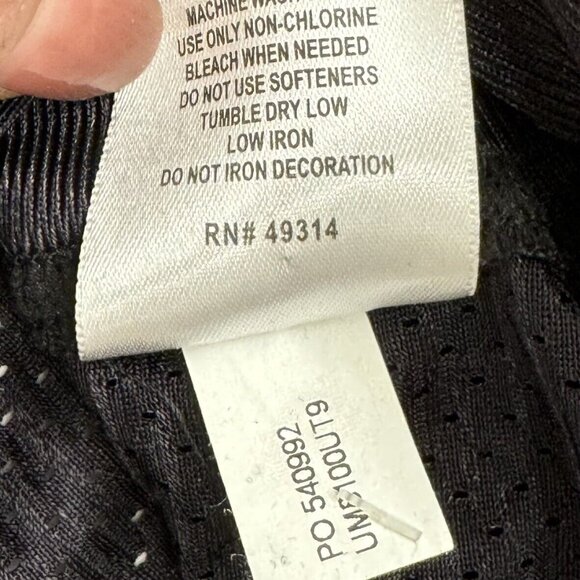 MACHINE WASH
USE ONLY NON-CHLORINE
BLEACH WHEN NEEDED
DO NOT USE SOFTENERS
TUMBLE DRY LOW
LOW IRON
DO NOT IRON DECORATION
RN# 49314
PO 540992